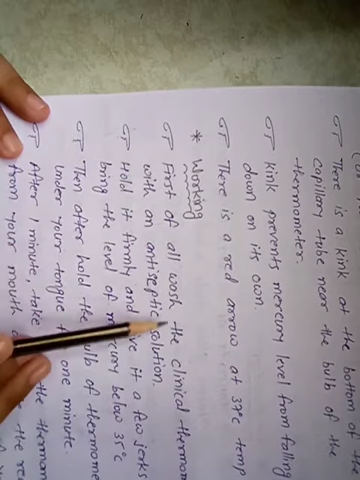 There is a kink at the bottom of the
Capillary tube near the bulb of the
thermometer.
Kink prevents mercury level from falling
down on its own.
There is a red arrow at 37°C temp
* Working
First of all wash the clinical thermom
with an antiseptic solution.
Hold it firmly and it a few jerks
bring the level of below 35°C
Then after hold the of thermome
under your tongue one minute.
After 1 minute, take the thermom
from your mouth